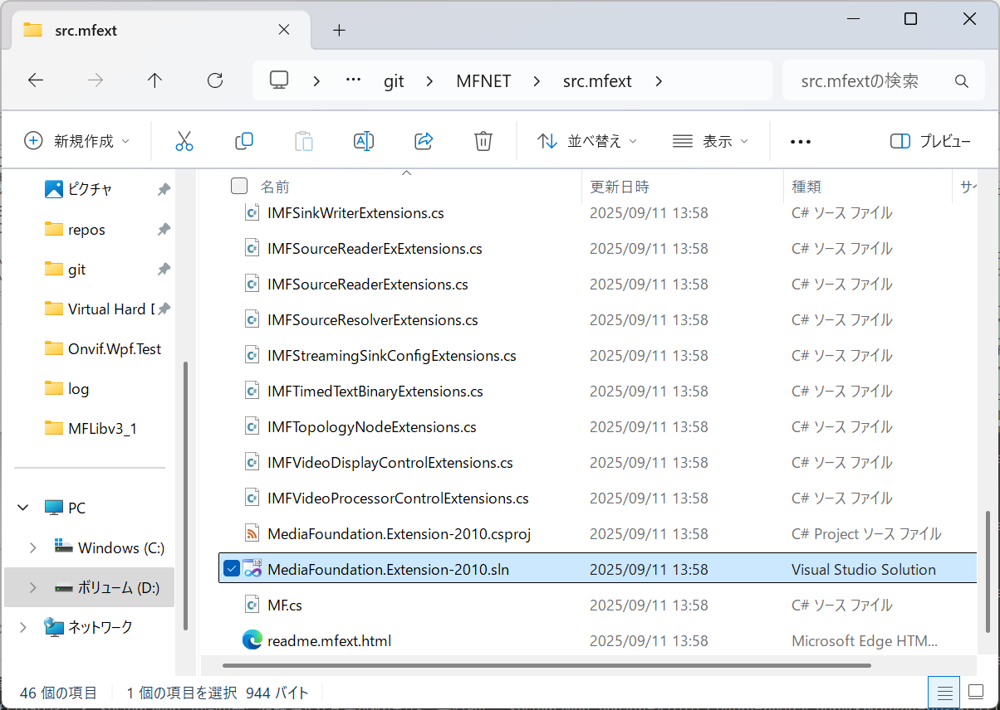 src.mfext
git > MFNET > src.mfext >
src.mfextの検索
新規作成
並べ替え
表示
プレビュー
ピクチャ
repos
git
Virtual Hard D
Onvif.Wpf.Test
log
MFLibv3_1
PC
Windows (C:)
ボリューム (D:)
ネットワーク
名前 更新日時 種類 サイ
IMFSinkWriterExtensions.cs 2025/09/11 13:58 C# ソース ファイル
IMFSourceReaderExExtensions.cs 2025/09/11 13:58 C# ソース ファイル
IMFSourceReaderExtensions.cs 2025/09/11 13:58 C# ソース ファイル
IMFSourceResolverExtensions.cs 2025/09/11 13:58 C# ソース ファイル
IMFStreamingSinkConfigExtensions.cs 2025/09/11 13:58 C# ソース ファイル
IMFTimedTextBinaryExtensions.cs 2025/09/11 13:58 C# ソース ファイル
IMFTopologyNodeExtensions.cs 2025/09/11 13:58 C# ソース ファイル
IMFVideoDisplayControlExtensions.cs 2025/09/11 13:58 C# ソース ファイル
IMFVideoProcessorControlExtensions.cs 2025/09/11 13:58 C# ソース ファイル
MediaFoundation.Extension-2010.csproj 2025/09/11 13:58 C# Project ソース ファイル
MediaFoundation.Extension-2010.sln 2025/09/11 13:58 Visual Studio Solution
MF.cs 2025/09/11 13:58 C# ソース ファイル
readme.mfext.html 2025/09/11 13:58 Microsoft Edge HTM...
46 個の項目 1 個の項目を選択 944 バイト